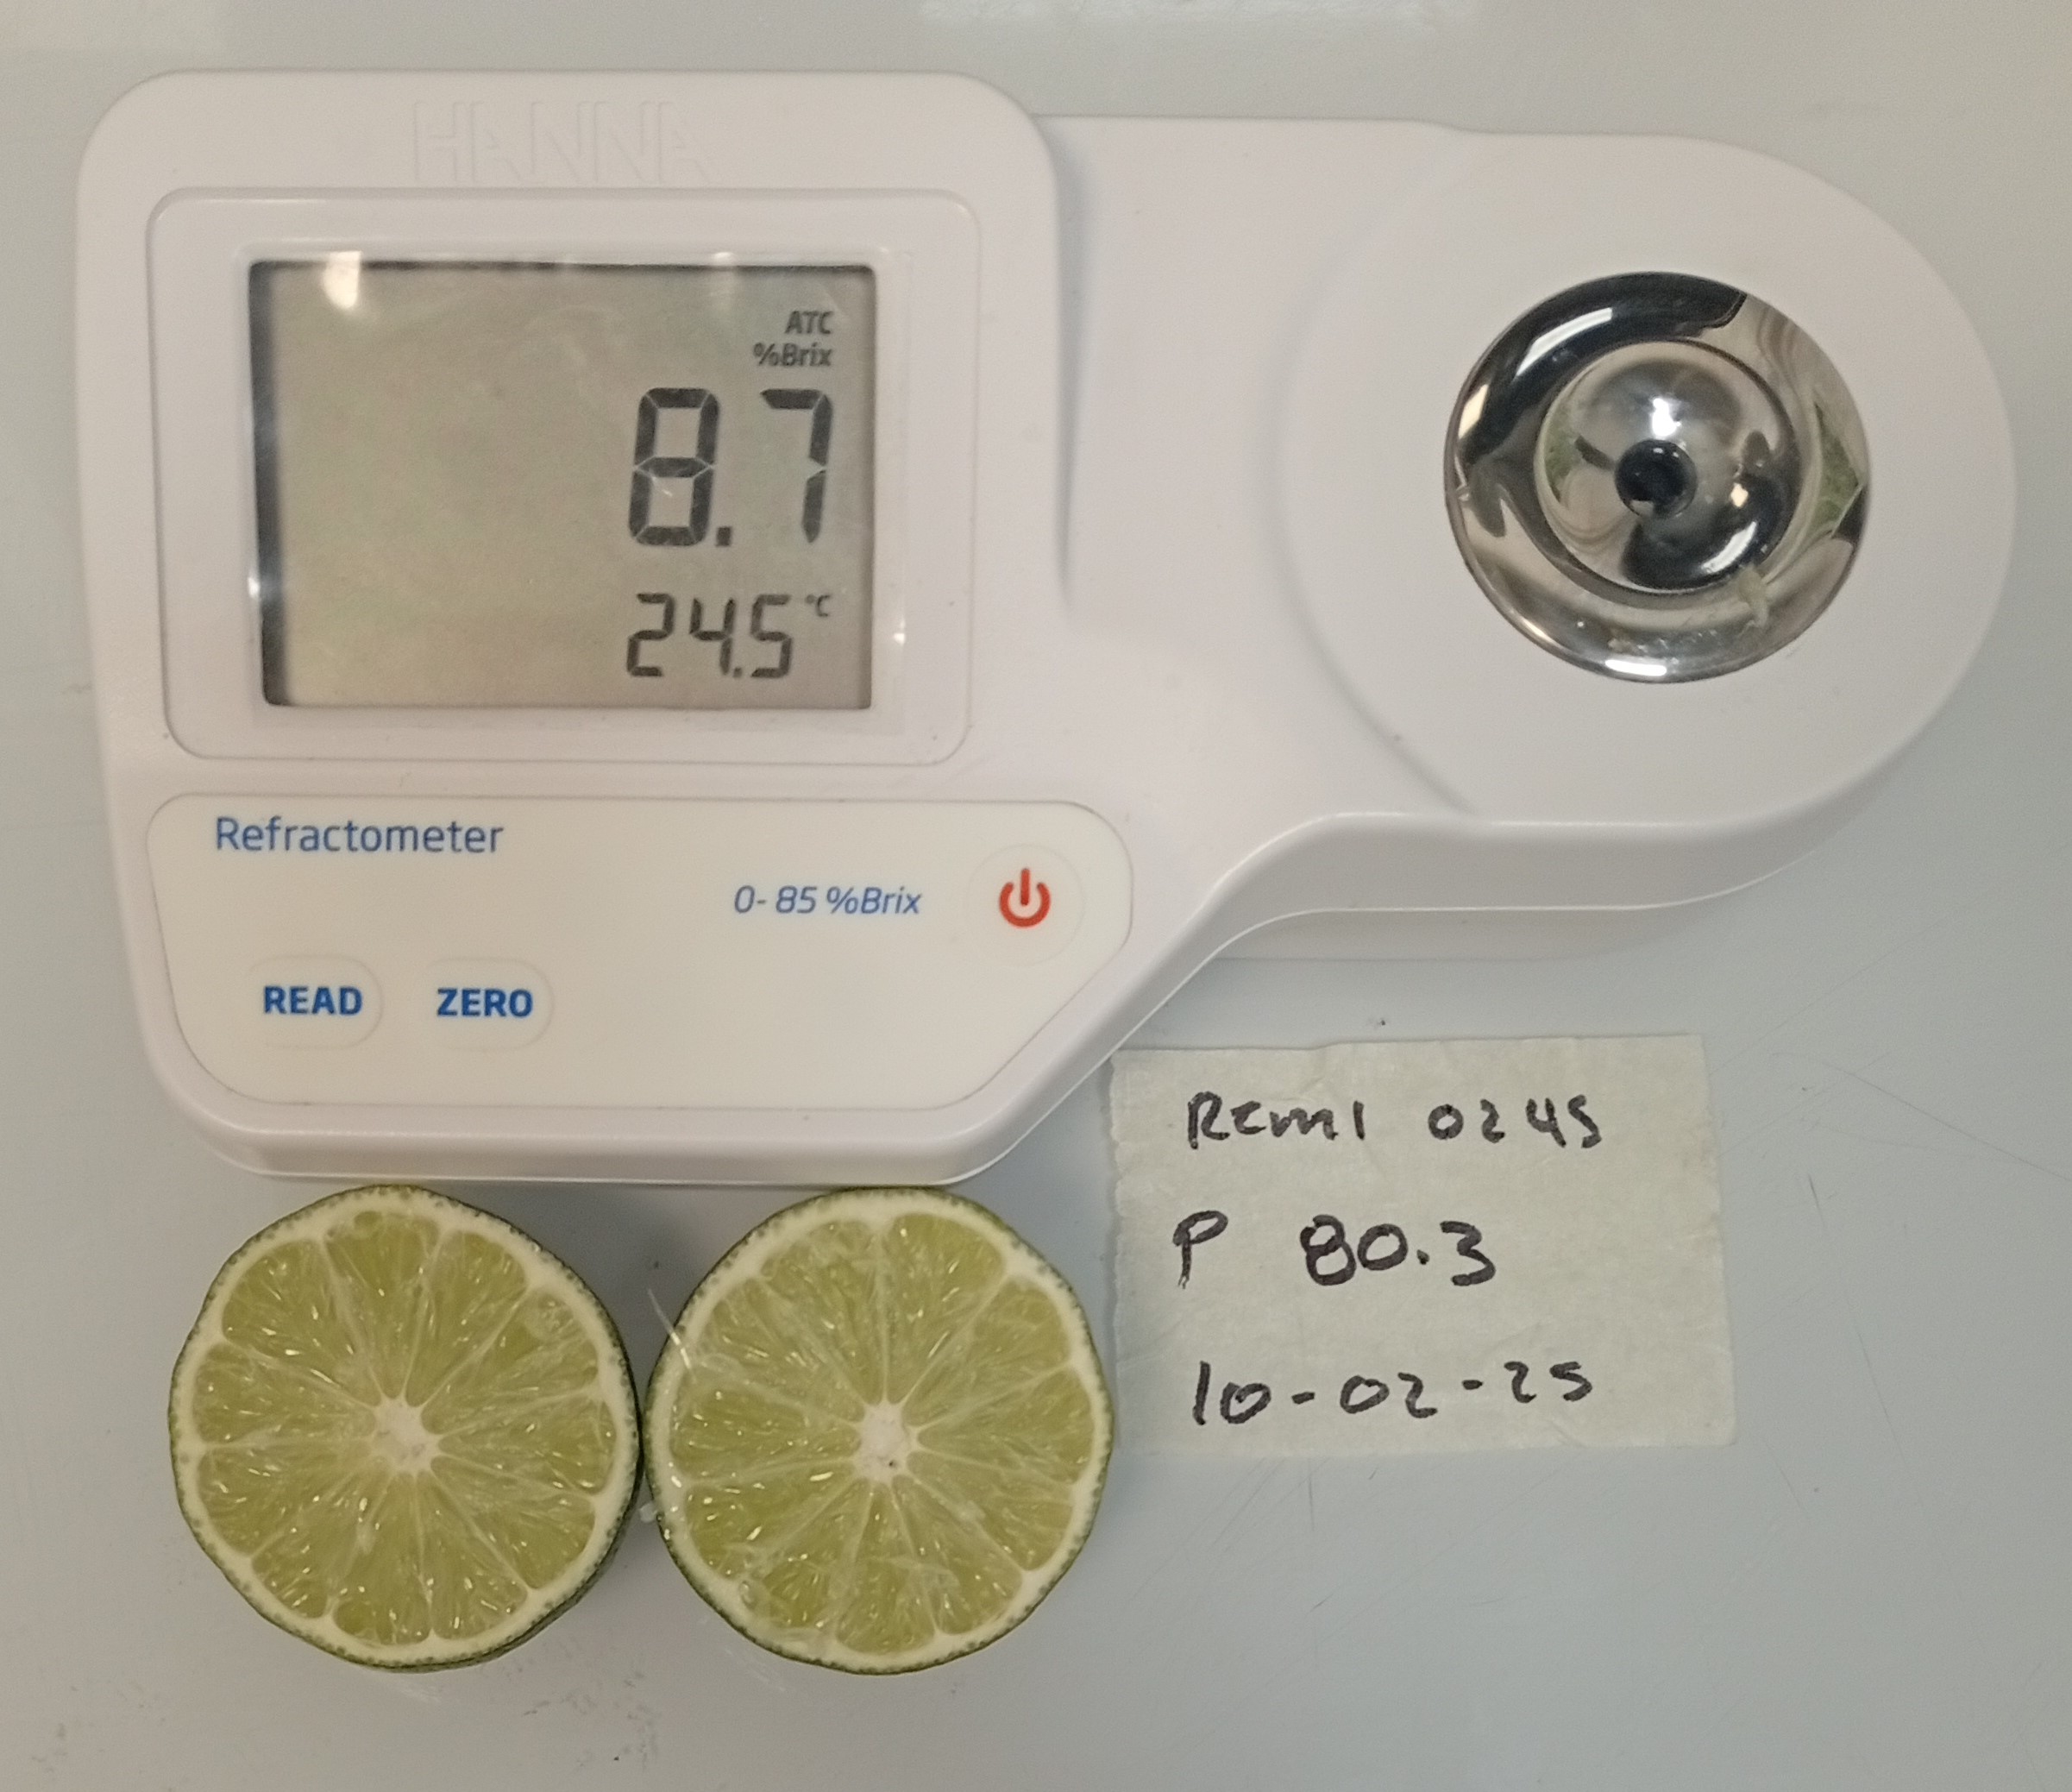 HANNA
ATC
%Brix
8.7
24.5 °C
Refractometer
0-85 %Brix
READ ZERO
Rem1 0245
P 80.3
10-02-25